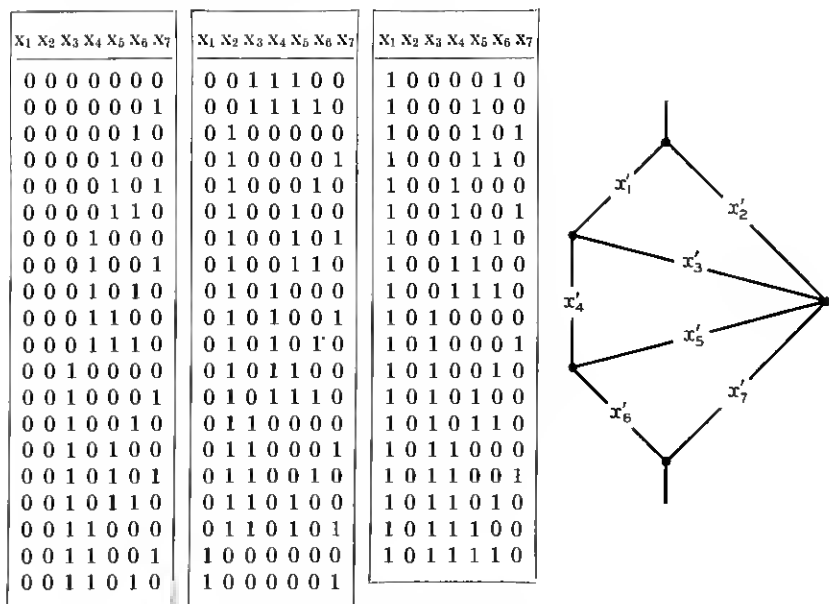 X₁ X₂ X₃ X₄ X₅ X₆ X₇
0 0 0 0 0 0 0
0 0 0 0 0 0 1
0 0 0 0 0 1 0
0 0 0 0 1 0 0
0 0 0 0 1 0 1
0 0 0 0 1 1 0
0 0 0 1 0 0 0
0 0 0 1 0 0 1
0 0 0 1 0 1 0
0 0 0 1 1 0 0
0 0 0 1 1 1 0
0 0 1 0 0 0 0
0 0 1 0 0 0 1
0 0 1 0 0 1 0
0 0 1 0 1 0 0
0 0 1 0 1 0 1
0 0 1 0 1 1 0
0 0 1 1 0 0 0
0 0 1 1 0 0 1
0 0 1 1 0 1 0
X₁ X₂ X₃ X₄ X₅ X₆ X₇
0 0 1 1 1 0 0
0 0 1 1 1 1 0
0 1 0 0 0 0 0
0 1 0 0 0 0 1
0 1 0 0 0 1 0
0 1 0 0 1 0 0
0 1 0 0 1 0 1
0 1 0 0 1 1 0
0 1 0 1 0 0 0
0 1 0 1 0 0 1
0 1 0 1 0 1 0
0 1 0 1 1 0 0
0 1 0 1 1 1 0
0 1 1 0 0 0 0
0 1 1 0 0 0 1
0 1 1 0 0 1 0
0 1 1 0 1 0 0
0 1 1 0 1 0 1
1 0 0 0 0 0 0
1 0 0 0 0 0 1
X₁ X₂ X₃ X₄ X₅ X₆ X₇
1 0 0 0 0 1 0
1 0 0 0 1 0 0
1 0 0 0 1 0 1
1 0 0 0 1 1 0
1 0 0 1 0 0 0
1 0 0 1 0 0 1
1 0 0 1 0 1 0
1 0 0 1 1 0 0
1 0 0 1 1 1 0
1 0 1 0 0 0 0
1 0 1 0 0 0 1
1 0 1 0 0 1 0
1 0 1 0 1 0 0
1 0 1 0 1 1 0
1 0 1 1 0 0 0
1 0 1 1 0 0 1
1 0 1 1 0 1 0
1 0 1 1 1 0 0
1 0 1 1 1 1 0
x′₁
x′₂
x′₃
x′₄
x′₅
x′₆
x′₇